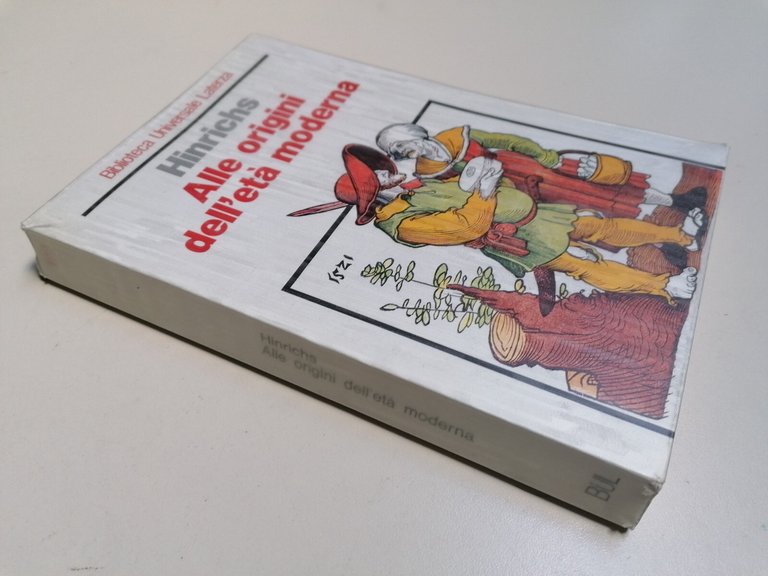 Biblioteca Universale Laterza
Hinrichs
Alle origini
dell'età moderna
1521
Hinrichs
Alle origini dell'età moderna
BUL